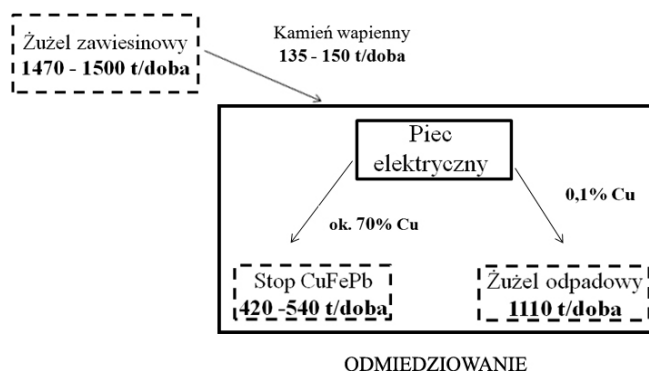 Żużel zawiesinowy
1470 - 1500 t/doba
Kamień wapienny
135 - 150 t/doba
Piec
elektryczny
ok. 70% Cu
0,1% Cu
Stop CuFePb
420 -540 t/doba
Żużel odpadowy
1110 t/doba
ODMIEDZIOWANIE